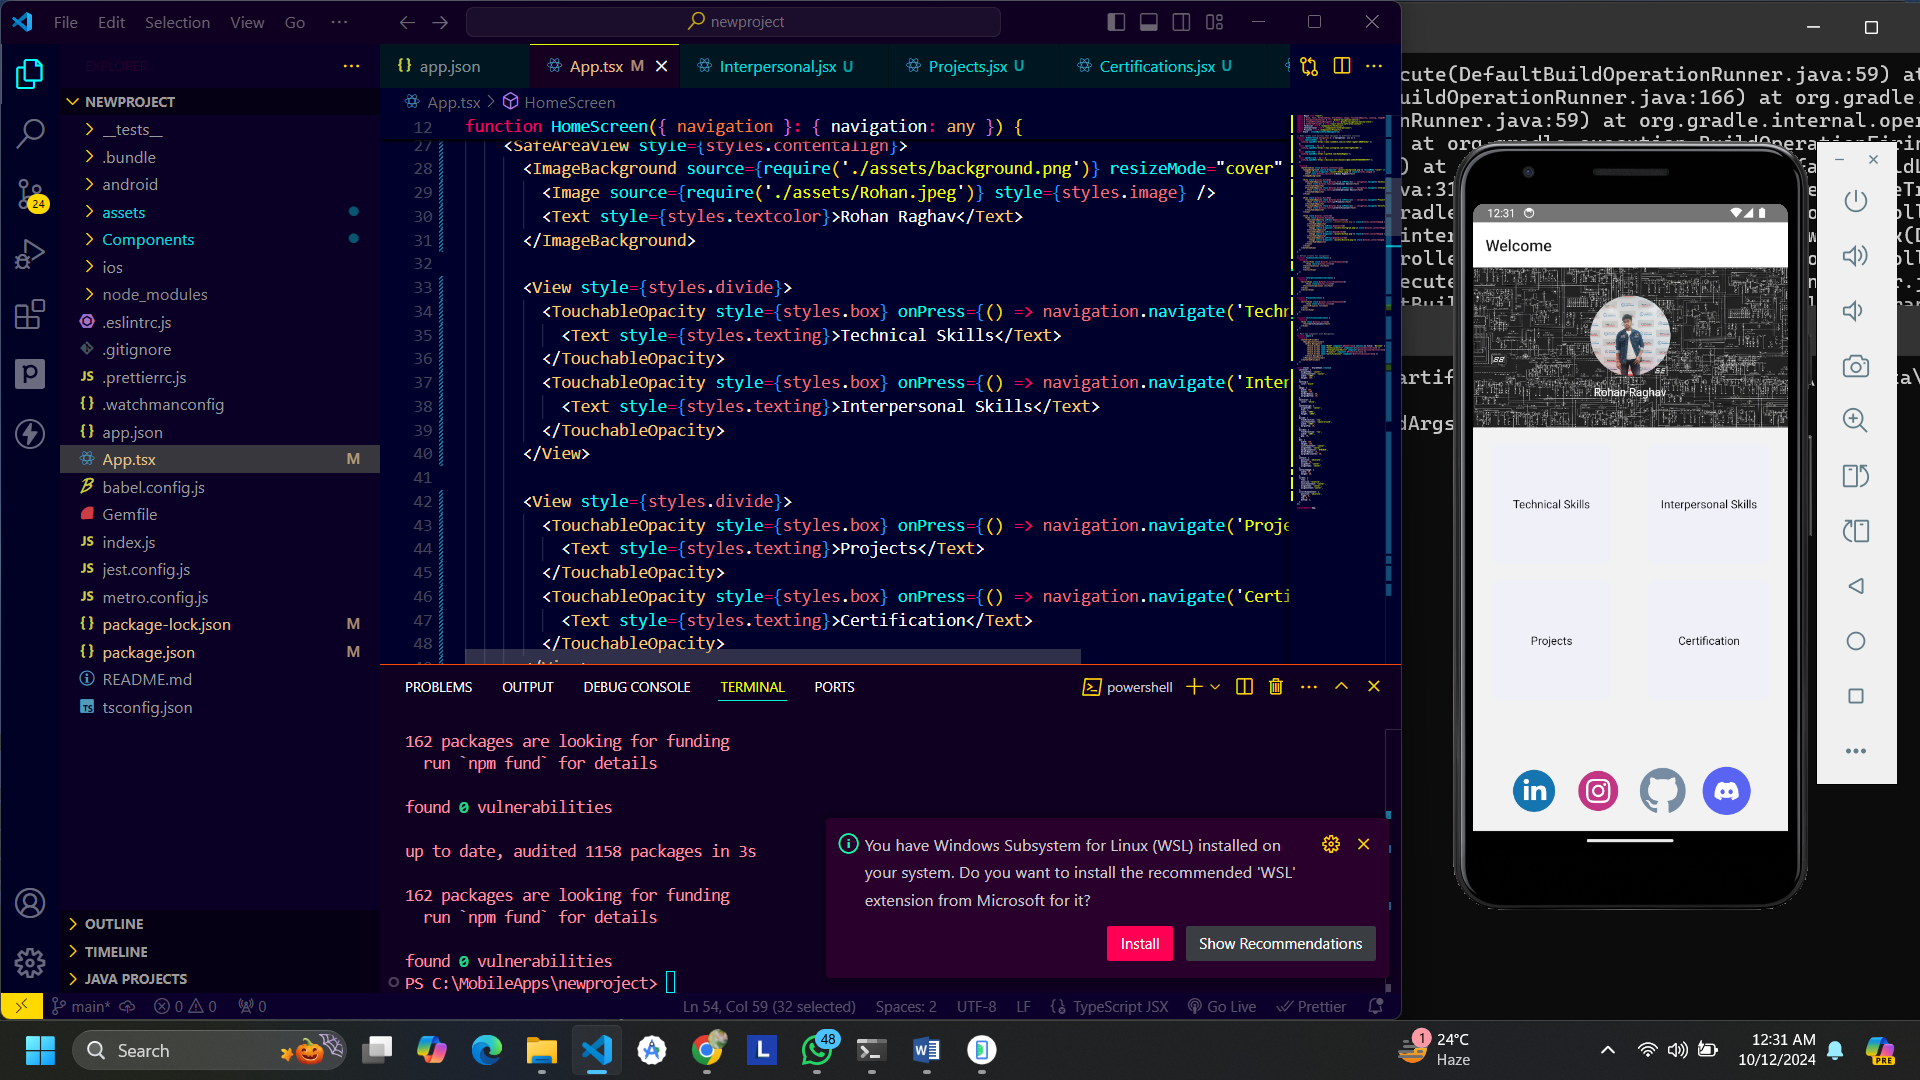 File Edit Selection View Go ··· newproject
EXPLORER
NEWPROJECT
__tests__
.bundle
android
assets
Components
ios
node_modules
.eslintrc.js
.gitignore
JS .prettierrc.js
{} .watchmanconfig
{} app.json
App.tsx M
babel.config.js
Gemfile
JS index.js
JS jest.config.js
JS metro.config.js
{} package-lock.json M
{} package.json M
README.md
TS tsconfig.json
OUTLINE
TIMELINE
JAVA PROJECTS
24
{} app.json App.tsx M Interpersonal.jsx U Projects.jsx U Certifications.jsx U
App.tsx > HomeScreen
12 function HomeScreen({ navigation }: { navigation: any }) {
27 <SafeAreaView style={styles.contentalign}>
28 <ImageBackground source={require('./assets/background.png')} resizeMode="cover"
29 <Image source={require('./assets/Rohan.jpeg')} style={styles.image} />
30 <Text style={styles.textcolor}>Rohan Raghav</Text>
31 </ImageBackground>
32
33 <View style={styles.divide}>
34 <TouchableOpacity style={styles.box} onPress={() => navigation.navigate('Techn
35 <Text style={styles.texting}>Technical Skills</Text>
36 </TouchableOpacity>
37 <TouchableOpacity style={styles.box} onPress={() => navigation.navigate('Inter
38 <Text style={styles.texting}>Interpersonal Skills</Text>
39 </TouchableOpacity>
40 </View>
41
42 <View style={styles.divide}>
43 <TouchableOpacity style={styles.box} onPress={() => navigation.navigate('Proje
44 <Text style={styles.texting}>Projects</Text>
45 </TouchableOpacity>
46 <TouchableOpacity style={styles.box} onPress={() => navigation.navigate('Certi
47 <Text style={styles.texting}>Certification</Text>
48 </TouchableOpacity>
PROBLEMS OUTPUT DEBUG CONSOLE TERMINAL PORTS powershell
162 packages are looking for funding
run `npm fund` for details
found 0 vulnerabilities
up to date, audited 1158 packages in 3s
162 packages are looking for funding
run `npm fund` for details
found 0 vulnerabilities
PS C:\MobileApps\newproject>
You have Windows Subsystem for Linux (WSL) installed on
your system. Do you want to install the recommended 'WSL'
extension from Microsoft for it?
Install Show Recommendations
main* 0 0 0 Ln 54, Col 59 (32 selected) Spaces: 2 UTF-8 LF {} TypeScript JSX Go Live Prettier
cute(DefaultBuildOperationRunner.java:59) at
uildOperationRunner.java:166) at org.gradle.
nRunner.java:59) at org.gradle.internal.oper
12:31
Welcome
Rohan Raghav
Technical Skills Interpersonal Skills
Projects Certification
in
Search
48
1 24°C
Haze
12:31 AM
10/12/2024
PRE